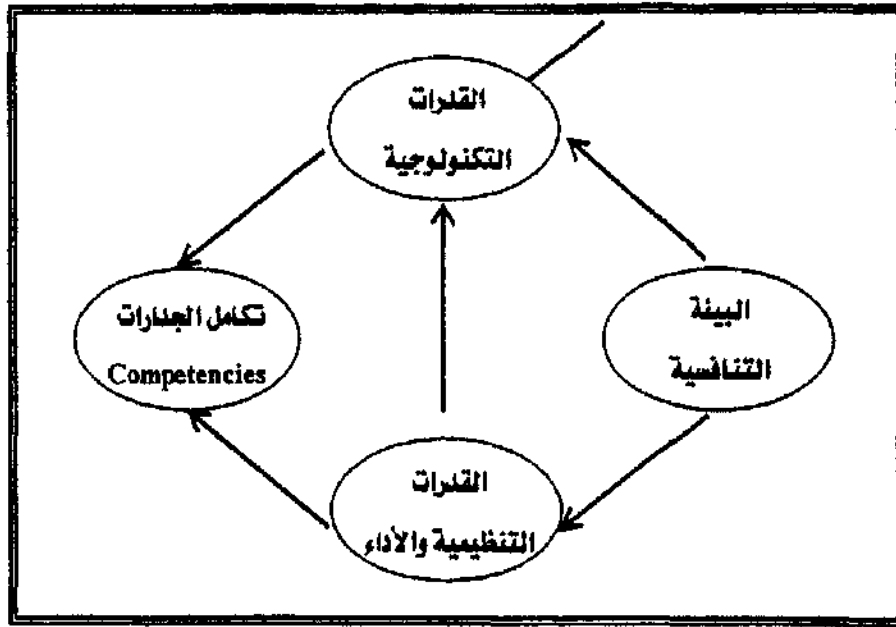 القدرات
التكنولوجية
البيئة
التنافسية
تكامل الجدارات
Competencies
القدرات
التنظيمية والأداء